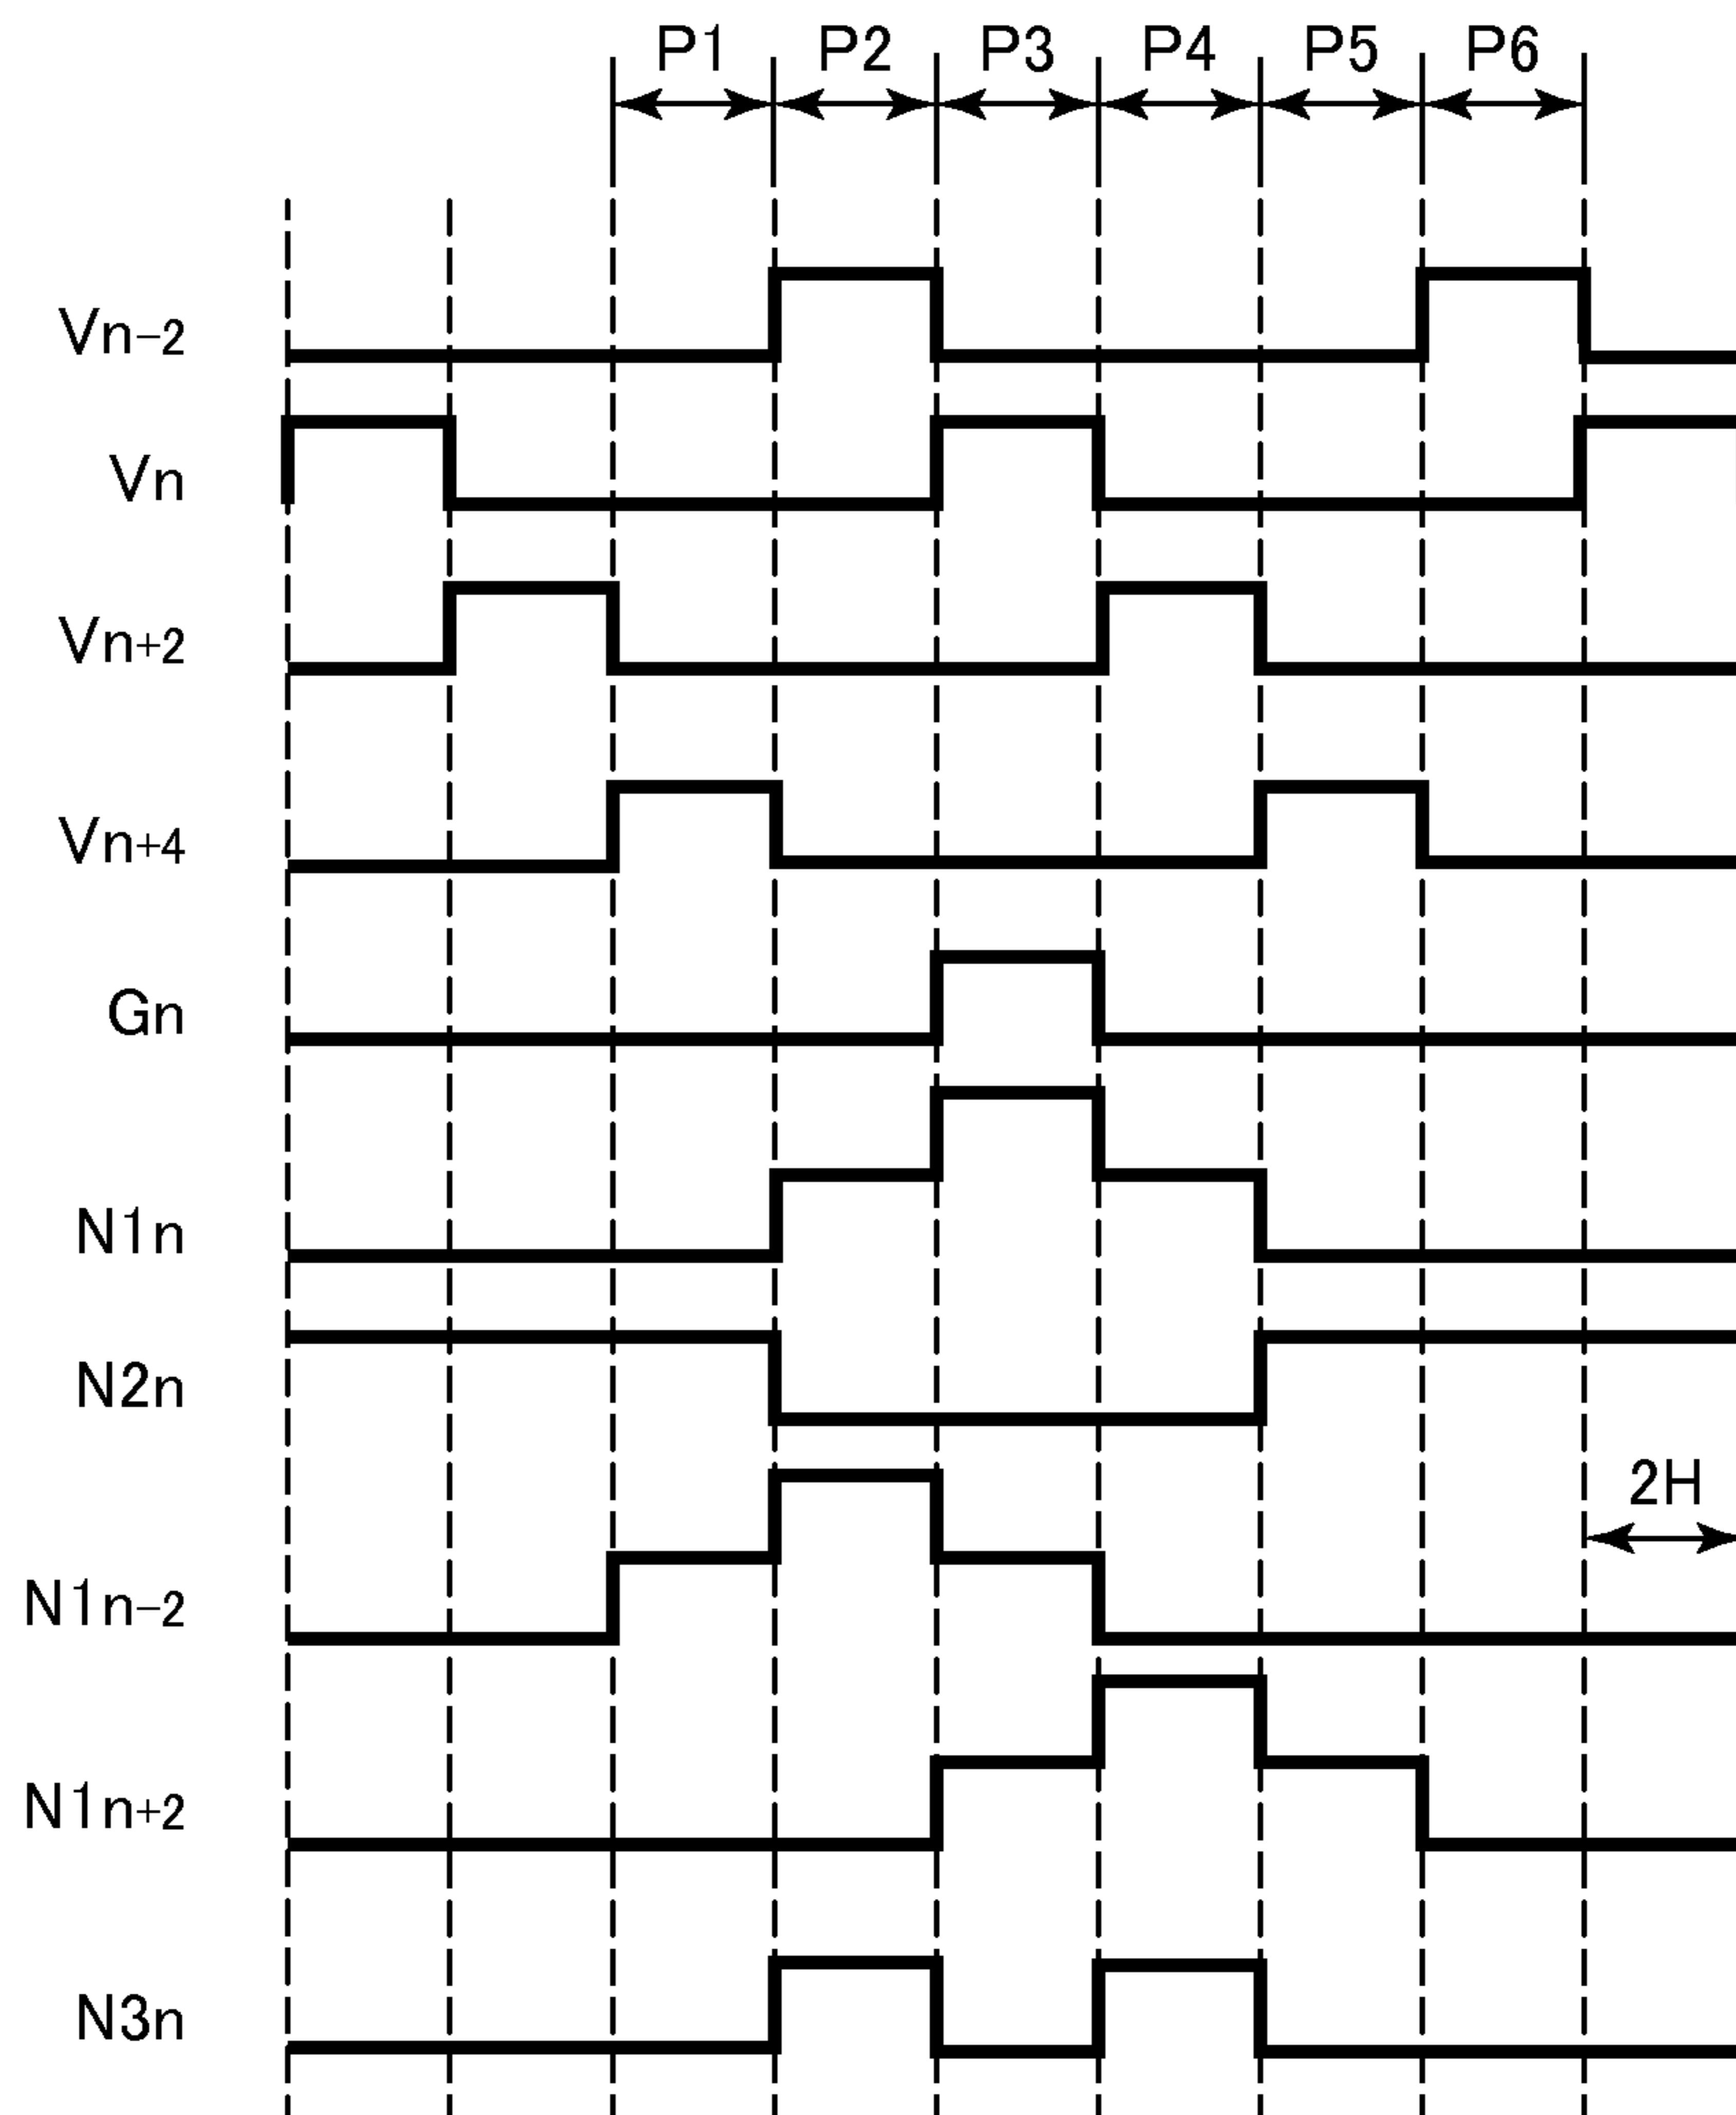 P1 P2 P3 P4 P5 P6
Vn-2
Vn
Vn+2
Vn+4
Gn
N1n
N2n
2H
N1n-2
N1n+2
N3n